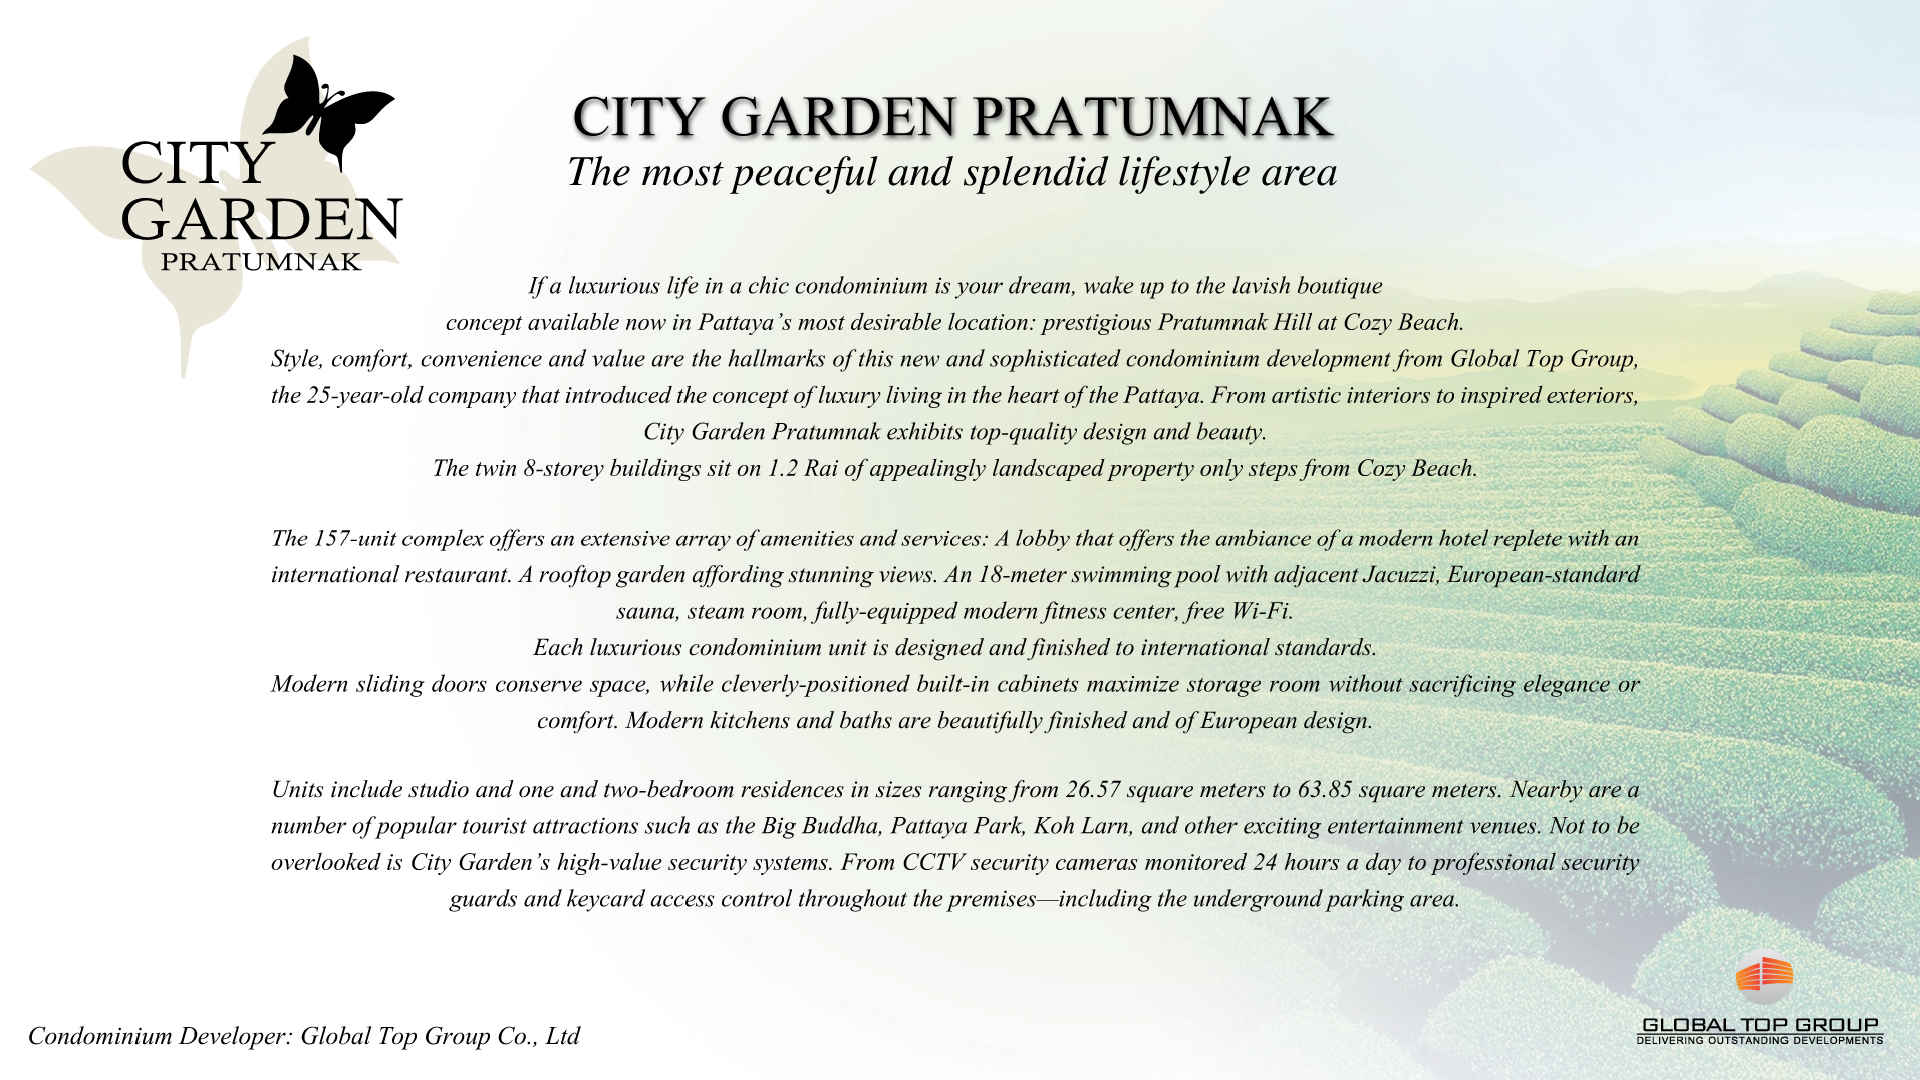 CITY
GARDEN
PRATUMNAK
CITY GARDEN PRATUMNAK
The most peaceful and splendid lifestyle area
If a luxurious life in a chic condominium is your dream, wake up to the lavish boutique
concept available now in Pattaya’s most desirable location: prestigious Pratumnak Hill at Cozy Beach.
Style, comfort, convenience and value are the hallmarks of this new and sophisticated condominium development from Global Top Group,
the 25-year-old company that introduced the concept of luxury living in the heart of the Pattaya. From artistic interiors to inspired exteriors,
City Garden Pratumnak exhibits top-quality design and beauty.
The twin 8-storey buildings sit on 1.2 Rai of appealingly landscaped property only steps from Cozy Beach.
The 157-unit complex offers an extensive array of amenities and services: A lobby that offers the ambiance of a modern hotel replete with an
international restaurant. A rooftop garden affording stunning views. An 18-meter swimming pool with adjacent Jacuzzi, European-standard
sauna, steam room, fully-equipped modern fitness center, free Wi-Fi.
Each luxurious condominium unit is designed and finished to international standards.
Modern sliding doors conserve space, while cleverly-positioned built-in cabinets maximize storage room without sacrificing elegance or
comfort. Modern kitchens and baths are beautifully finished and of European design.
Units include studio and one and two-bedroom residences in sizes ranging from 26.57 square meters to 63.85 square meters. Nearby are a
number of popular tourist attractions such as the Big Buddha, Pattaya Park, Koh Larn, and other exciting entertainment venues. Not to be
overlooked is City Garden’s high-value security systems. From CCTV security cameras monitored 24 hours a day to professional security
guards and keycard access control throughout the premises—including the underground parking area.
Condominium Developer: Global Top Group Co., Ltd
GLOBAL TOP GROUP
DELIVERING OUTSTANDING DEVELOPMENTS